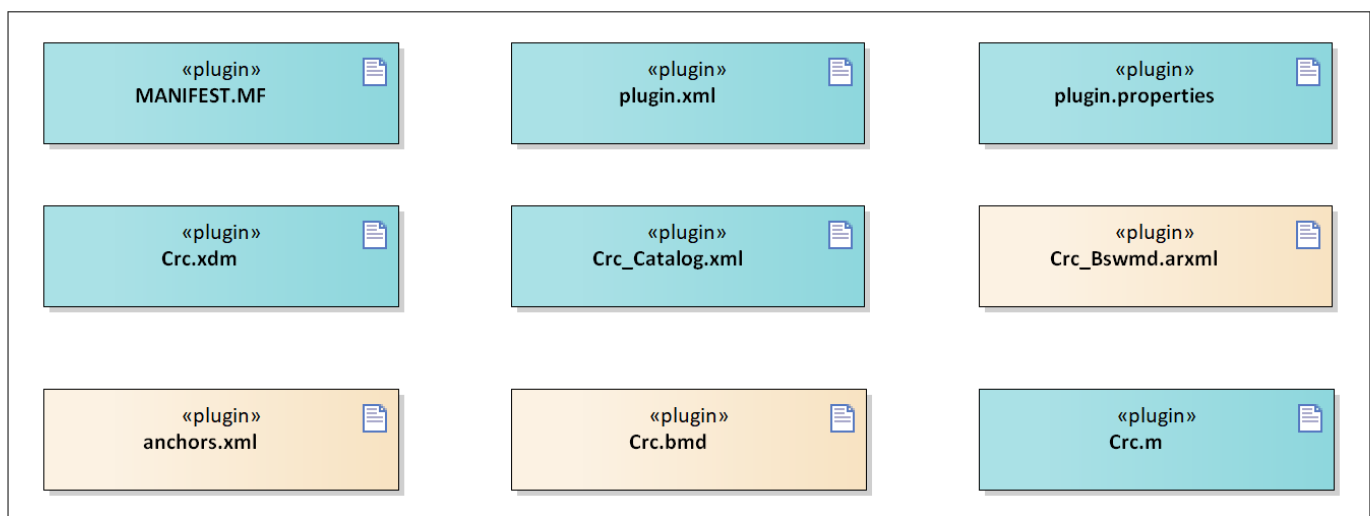 «plugin»
MANIFEST.MF
«plugin»
plugin.xml
«plugin»
plugin.properties
«plugin»
Crc.xdm
«plugin»
Crc_Catalog.xml
«plugin»
Crc_Bswmd.arxml
«plugin»
anchors.xml
«plugin»
Crc.bmd
«plugin»
Crc.m